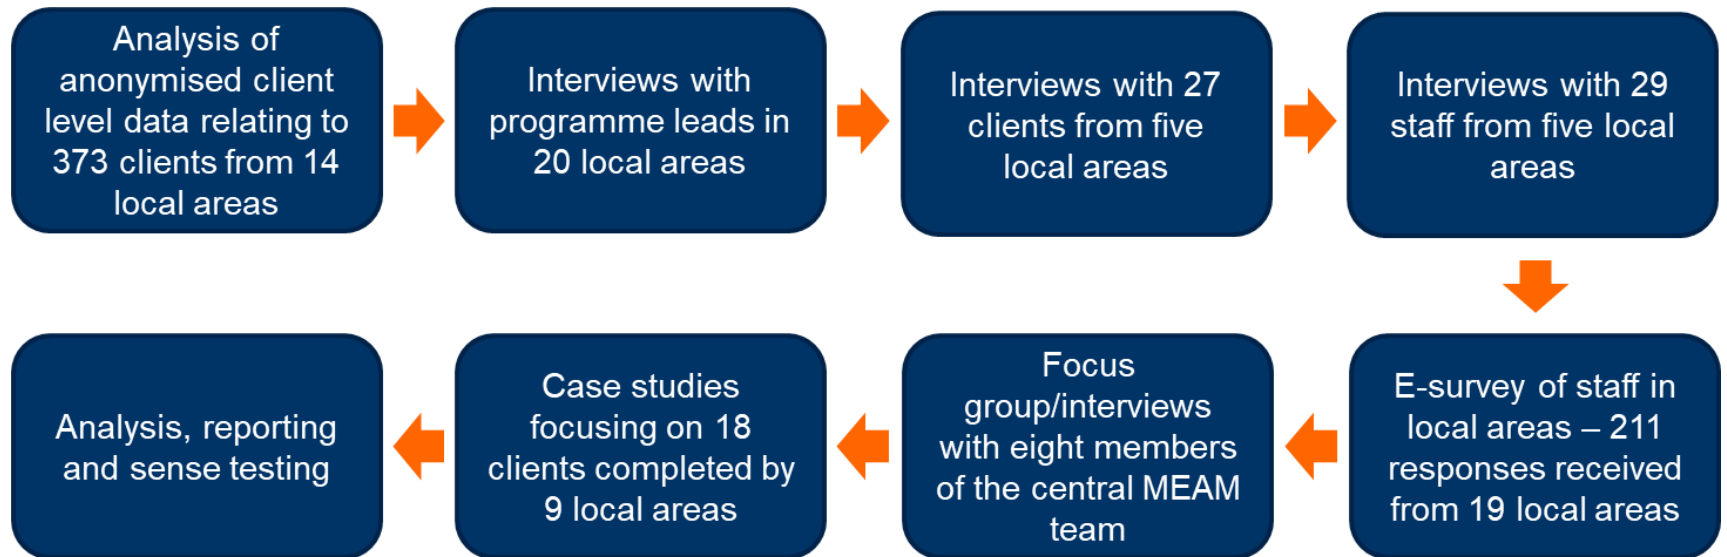 Analysis of
anonymised client
level data relating to
373 clients from 14
local areas
Interviews with
programme leads in
20 local areas
Interviews with 27
clients from five
local areas
Interviews with 29
staff from five local
areas
E-survey of staff in
local areas – 211
responses received
from 19 local areas
Focus
group/interviews
with eight members
of the central MEAM
team
Case studies
focusing on 18
clients completed by
9 local areas
Analysis, reporting
and sense testing